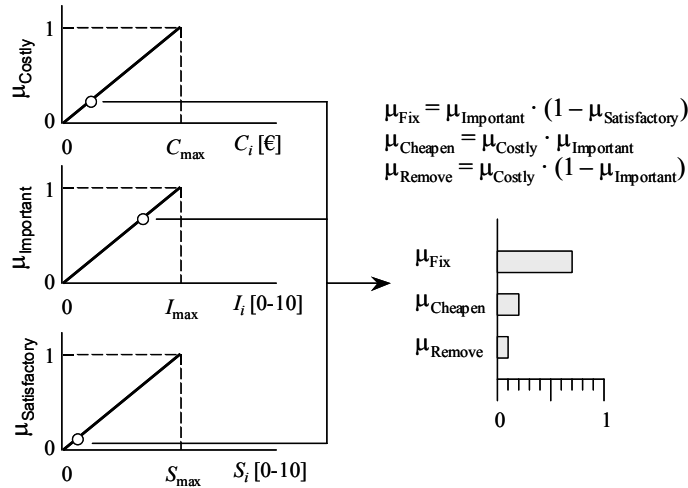 μCostly
1
0
0
Cmax
Ci [€]
μImportant
1
0
0
Imax
Ii [0-10]
μSatisfactory
1
0
0
Smax
Si [0-10]
μFix = μImportant · (1 – μSatisfactory)
μCheapen = μCostly · μImportant
μRemove = μCostly · (1 – μImportant)
μFix
μCheapen
μRemove
0
1